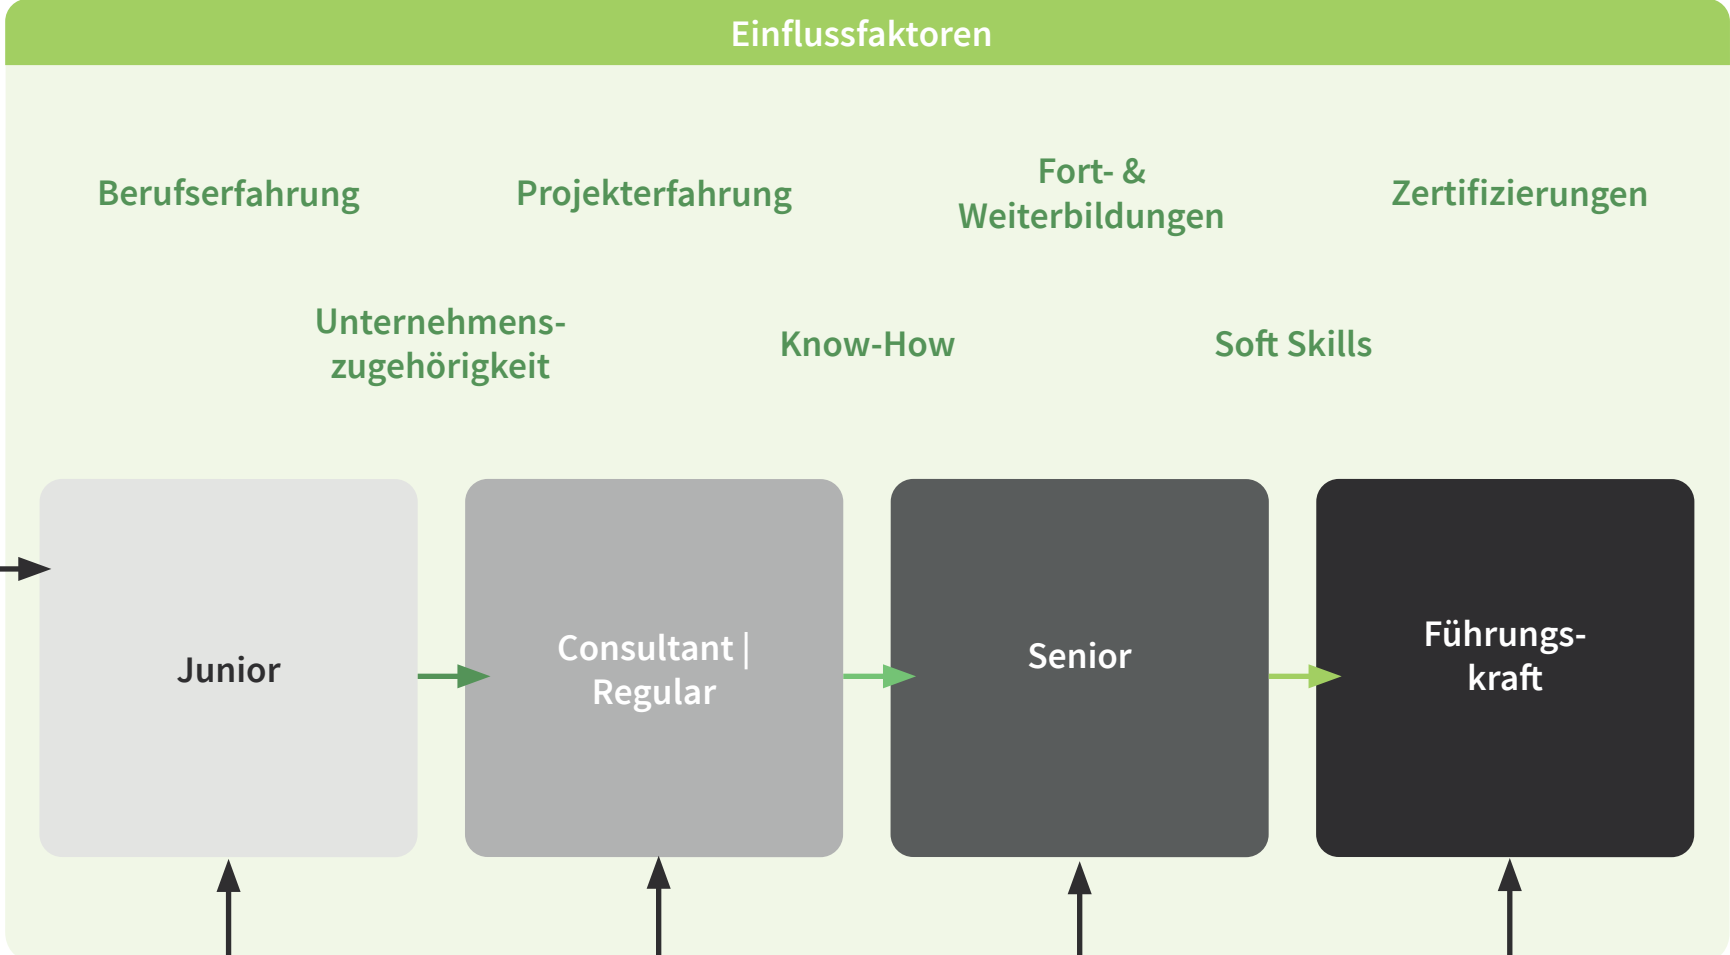 Einflussfaktoren
Berufserfahrung
Projekterfahrung
Fort- &
Weiterbildungen
Zertifizierungen
Unternehmens-
zugehörigkeit
Know-How
Soft Skills
Junior
Consultant |
Regular
Senior
Führungs-
kraft